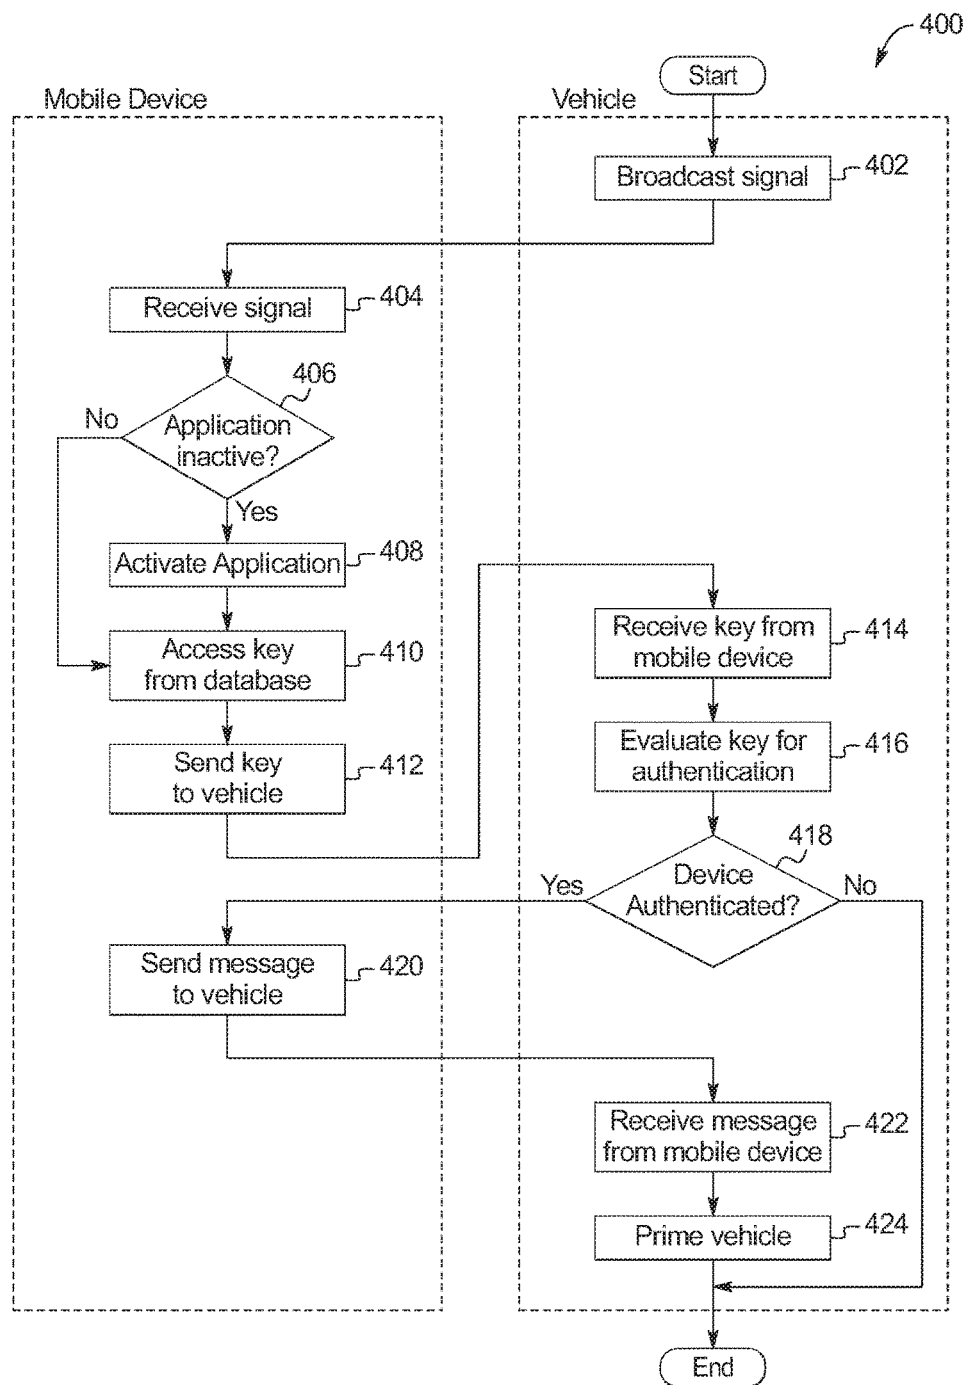 400
Start
Mobile Device
Vehicle
Broadcast signal
402
Receive signal
404
406
No
Application
inactive?
Yes
Activate Application
408
Access key
from database
410
Receive key from
mobile device
414
Send key
to vehicle
412
Evaluate key for
authentication
416
418
Yes
Device
Authenticated?
No
Send message
to vehicle
420
Receive message
from mobile device
422
Prime vehicle
424
End